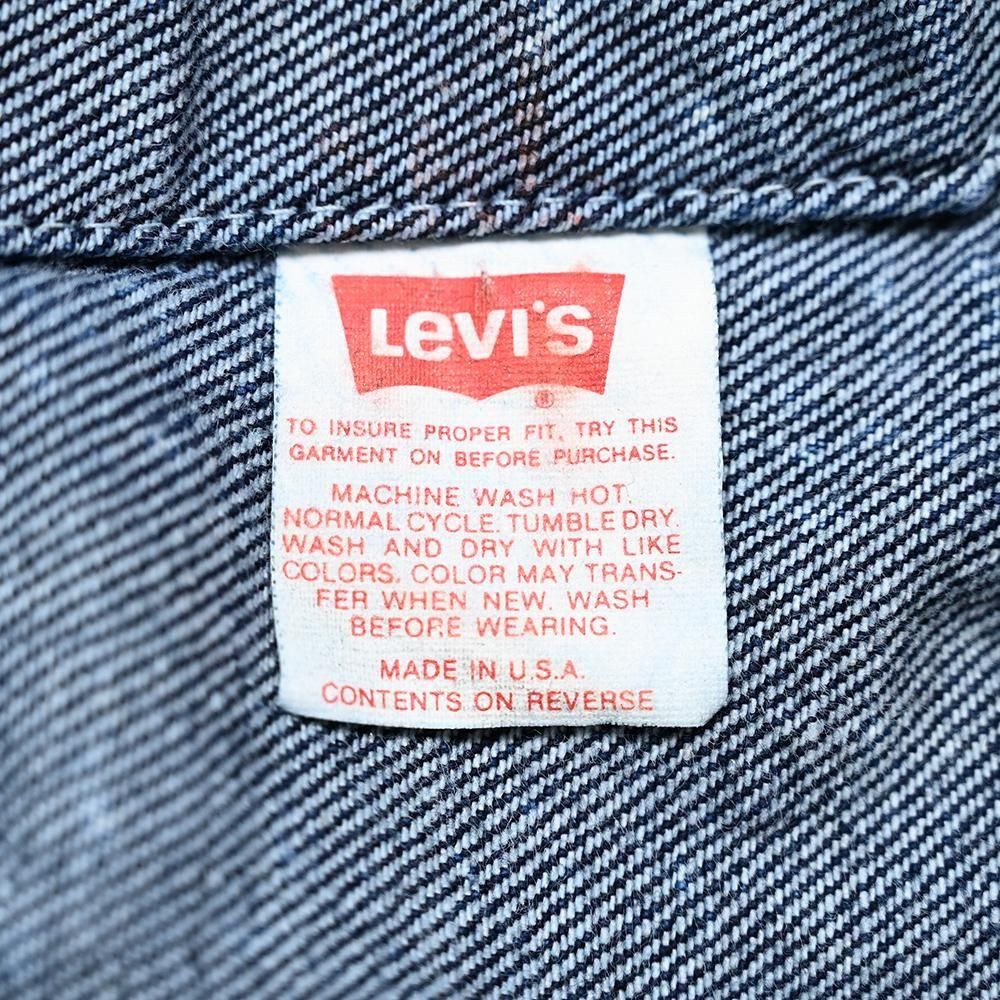 LEVI'S
®
TO INSURE PROPER FIT, TRY THIS
GARMENT ON BEFORE PURCHASE.
MACHINE WASH HOT.
NORMAL CYCLE. TUMBLE DRY.
WASH AND DRY WITH LIKE
COLORS. COLOR MAY TRANS-
FER WHEN NEW. WASH
BEFORE WEARING.
MADE IN U.S.A.
CONTENTS ON REVERSE